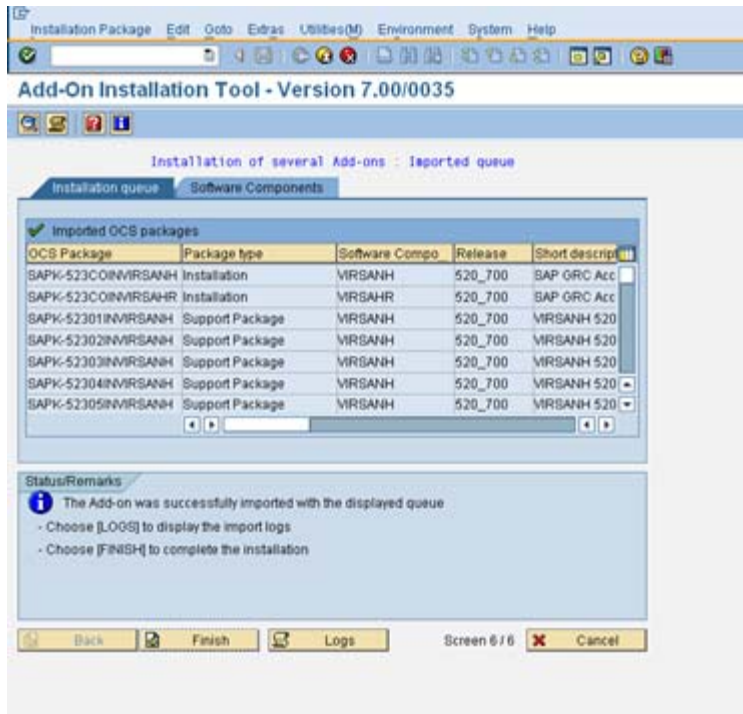 Installation Package Edit Goto Extras Utilities(M) Environment System Help
Add-On Installation Tool - Version 7.00/0035
Installation of several Add-ons : Imported queue
Installation queue Software Components
Imported OCS packages
OCS Package Package type Software Compo Release Short descript
SAPK-523COINVIRSANH Installation VIRSANH 520_700 SAP GRC Acc
SAPK-523COINVIRSAHR Installation VIRSAHR 520_700 SAP GRC Acc
SAPK-52301INVIRSANH Support Package VIRSANH 520_700 VIRSANH 520
SAPK-52302INVIRSANH Support Package VIRSANH 520_700 VIRSANH 520
SAPK-52303INVIRSANH Support Package VIRSANH 520_700 VIRSANH 520
SAPK-52304INVIRSANH Support Package VIRSANH 520_700 VIRSANH 520
SAPK-52305INVIRSANH Support Package VIRSANH 520_700 VIRSANH 520
Status/Remarks
The Add-on was successfully imported with the displayed queue
- Choose [LOGS] to display the import logs
- Choose [FINISH] to complete the installation
Back Finish Logs Screen 6 / 6 Cancel